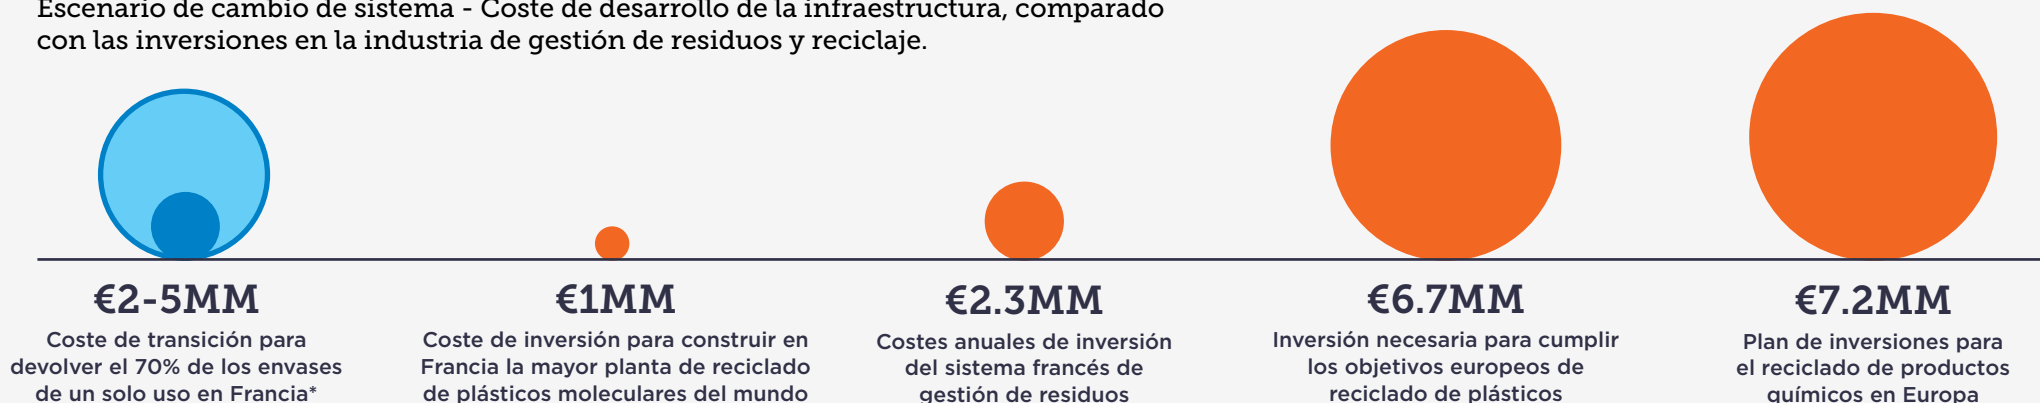 Escenario de cambio de sistema - Coste de desarrollo de la infraestructura, comparado
con las inversiones en la industria de gestión de residuos y reciclaje.
€2-5MM
Coste de transición para
devolver el 70% de los envases
de un solo uso en Francia*
€1MM
Coste de inversión para construir en
Francia la mayor planta de reciclado
de plásticos moleculares del mundo
€2.3MM
Costes anuales de inversión
del sistema francés de
gestión de residuos
€6.7MM
Inversión necesaria para cumplir
los objetivos europeos de
reciclado de plásticos
€7.2MM
Plan de inversiones para
el reciclado de productos
químicos en Europa